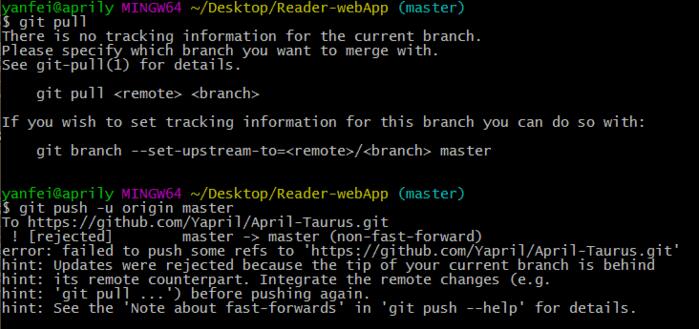 yanfei@aprily MINGW64 ~/Desktop/Reader-webApp (master)
$ git pull
There is no tracking information for the current branch.
Please specify which branch you want to merge with.
See git-pull(1) for details.
git pull <remote> <branch>
If you wish to set tracking information for this branch you can do so with:
git branch --set-upstream-to=<remote>/<branch> master
yanfei@aprily MINGW64 ~/Desktop/Reader-webApp (master)
$ git push -u origin master
To https://github.com/Yapril/April-Taurus.git
! [rejected]        master -> master (non-fast-forward)
error: failed to push some refs to 'https://github.com/Yapril/April-Taurus.git'
hint: Updates were rejected because the tip of your current branch is behind
hint: its remote counterpart. Integrate the remote changes (e.g.
hint: 'git pull ...') before pushing again.
hint: See the 'Note about fast-forwards' in 'git push --help' for details.